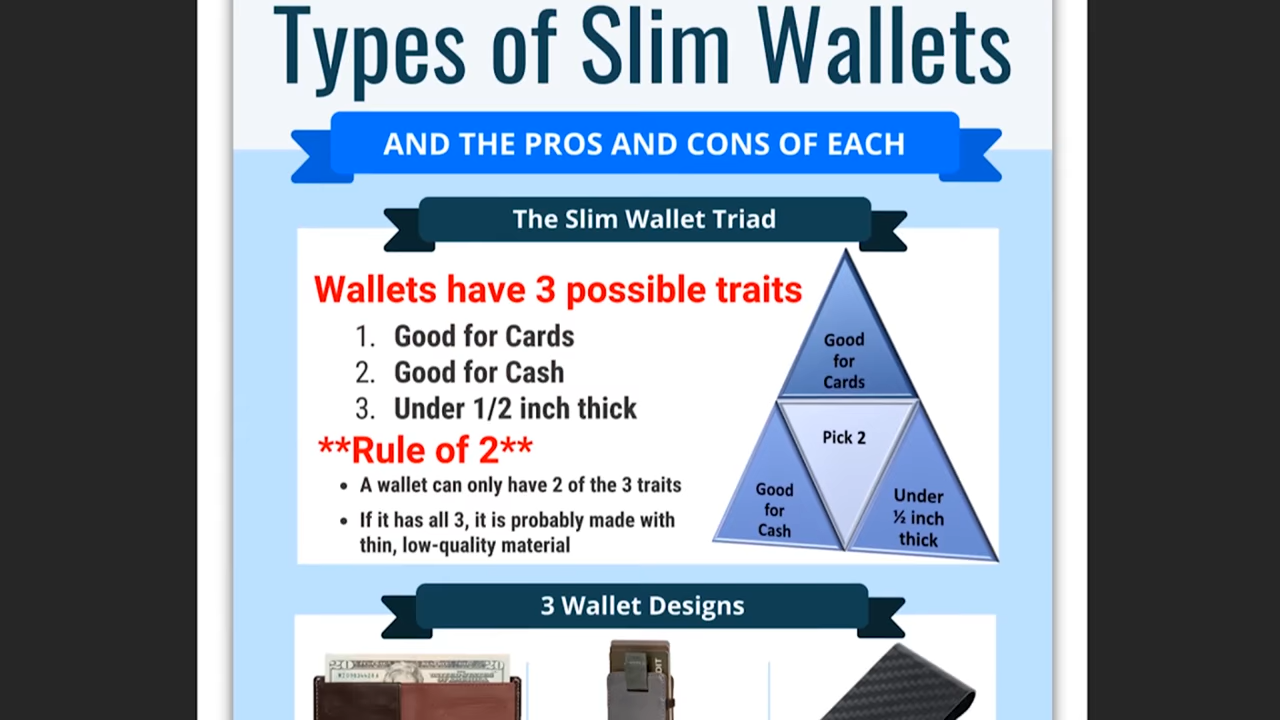 Types of Slim Wallets
AND THE PROS AND CONS OF EACH
The Slim Wallet Triad
Wallets have 3 possible traits
1. Good for Cards
2. Good for Cash
3. Under 1/2 inch thick
**Rule of 2**
• A wallet can only have 2 of the 3 traits
• If it has all 3, it is probably made with
thin, low-quality material
Good
for
Cards
Pick 2
Good
for
Cash
Under
½ inch
thick
3 Wallet Designs
20
20